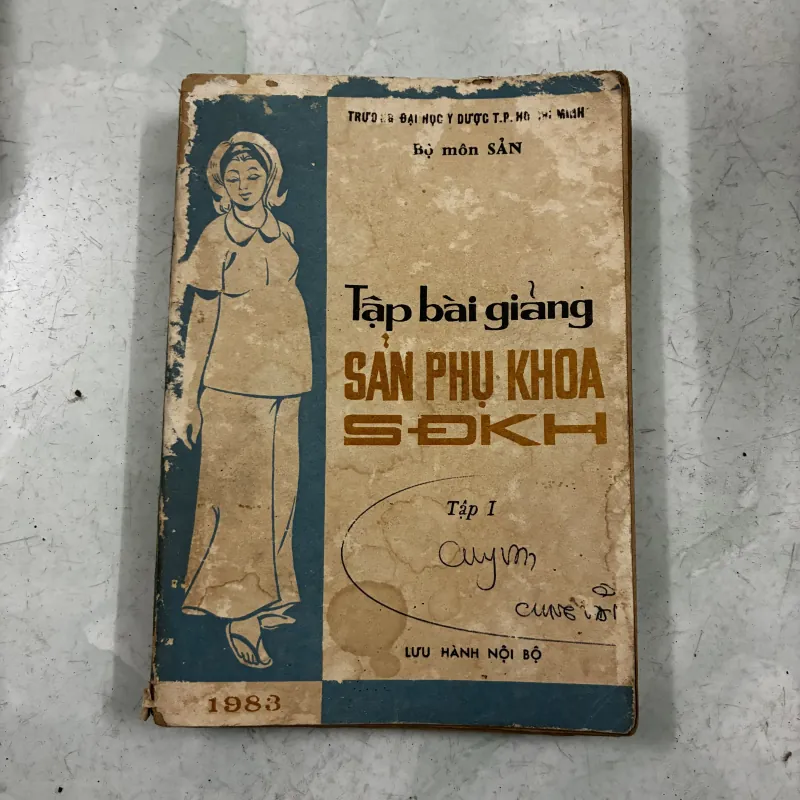 TRƯỜNG ĐẠI HỌC Y DƯỢC T.P. HỒ CHÍ MINH
Bộ môn SẢN
Tập bài giảng
SẢN PHỤ KHOA
S-ĐKH
Tập I
LƯU HÀNH NỘI BỘ
1983